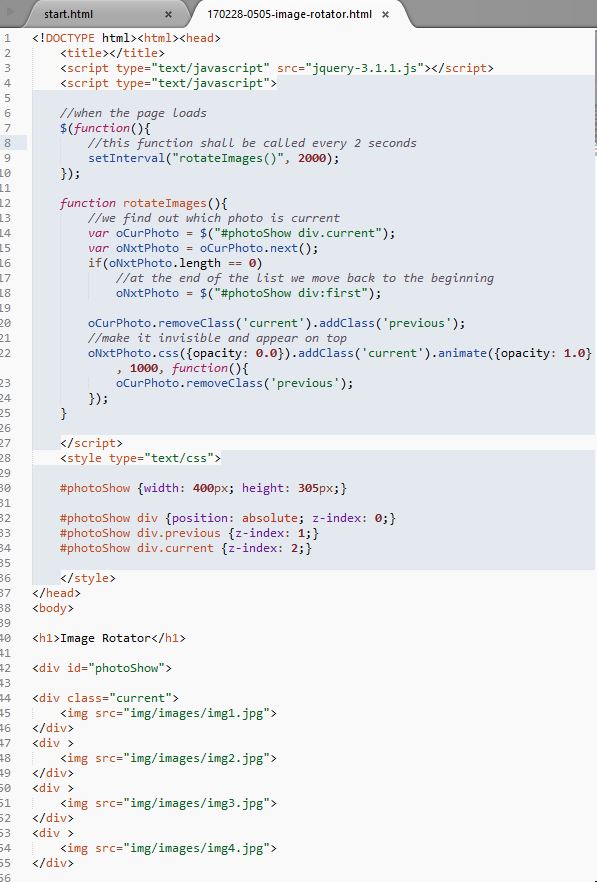 start.html × 170228-0505-image-rotator.html ×
1 <!DOCTYPE html><html><head>
2 <title></title>
3 <script type="text/javascript" src="jquery-3.1.1.js"></script>
4 <script type="text/javascript">
5
6 //when the page loads
7 $(function(){
8 //this function shall be called every 2 seconds
9 setInterval("rotateImages()", 2000);
10 });
11
12 function rotateImages(){
13 //we find out which photo is current
14 var oCurPhoto = $("#photoShow div.current");
15 var oNxtPhoto = oCurPhoto.next();
16 if(oNxtPhoto.length == 0)
17 //at the end of the list we move back to the beginning
18 oNxtPhoto = $("#photoShow div:first");
19
20 oCurPhoto.removeClass('current').addClass('previous');
21 //make it invisible and appear on top
22 oNxtPhoto.css({opacity: 0.0}).addClass('current').animate({opacity: 1.0}
, 1000, function(){
23 oCurPhoto.removeClass('previous');
24 });
25 }
26
27 </script>
28 <style type="text/css">
29
30 #photoShow {width: 400px; height: 305px;}
31
32 #photoShow div {position: absolute; z-index: 0;}
33 #photoShow div.previous {z-index: 1;}
34 #photoShow div.current {z-index: 2;}
35
36 </style>
37 </head>
38 <body>
39
40 <h1>Image Rotator</h1>
41
42 <div id="photoShow">
43
44 <div class="current">
45 <img src="img/images/img1.jpg">
46 </div>
47 <div >
48 <img src="img/images/img2.jpg">
49 </div>
50 <div >
51 <img src="img/images/img3.jpg">
52 </div>
53 <div >
54 <img src="img/images/img4.jpg">
55 </div>
56